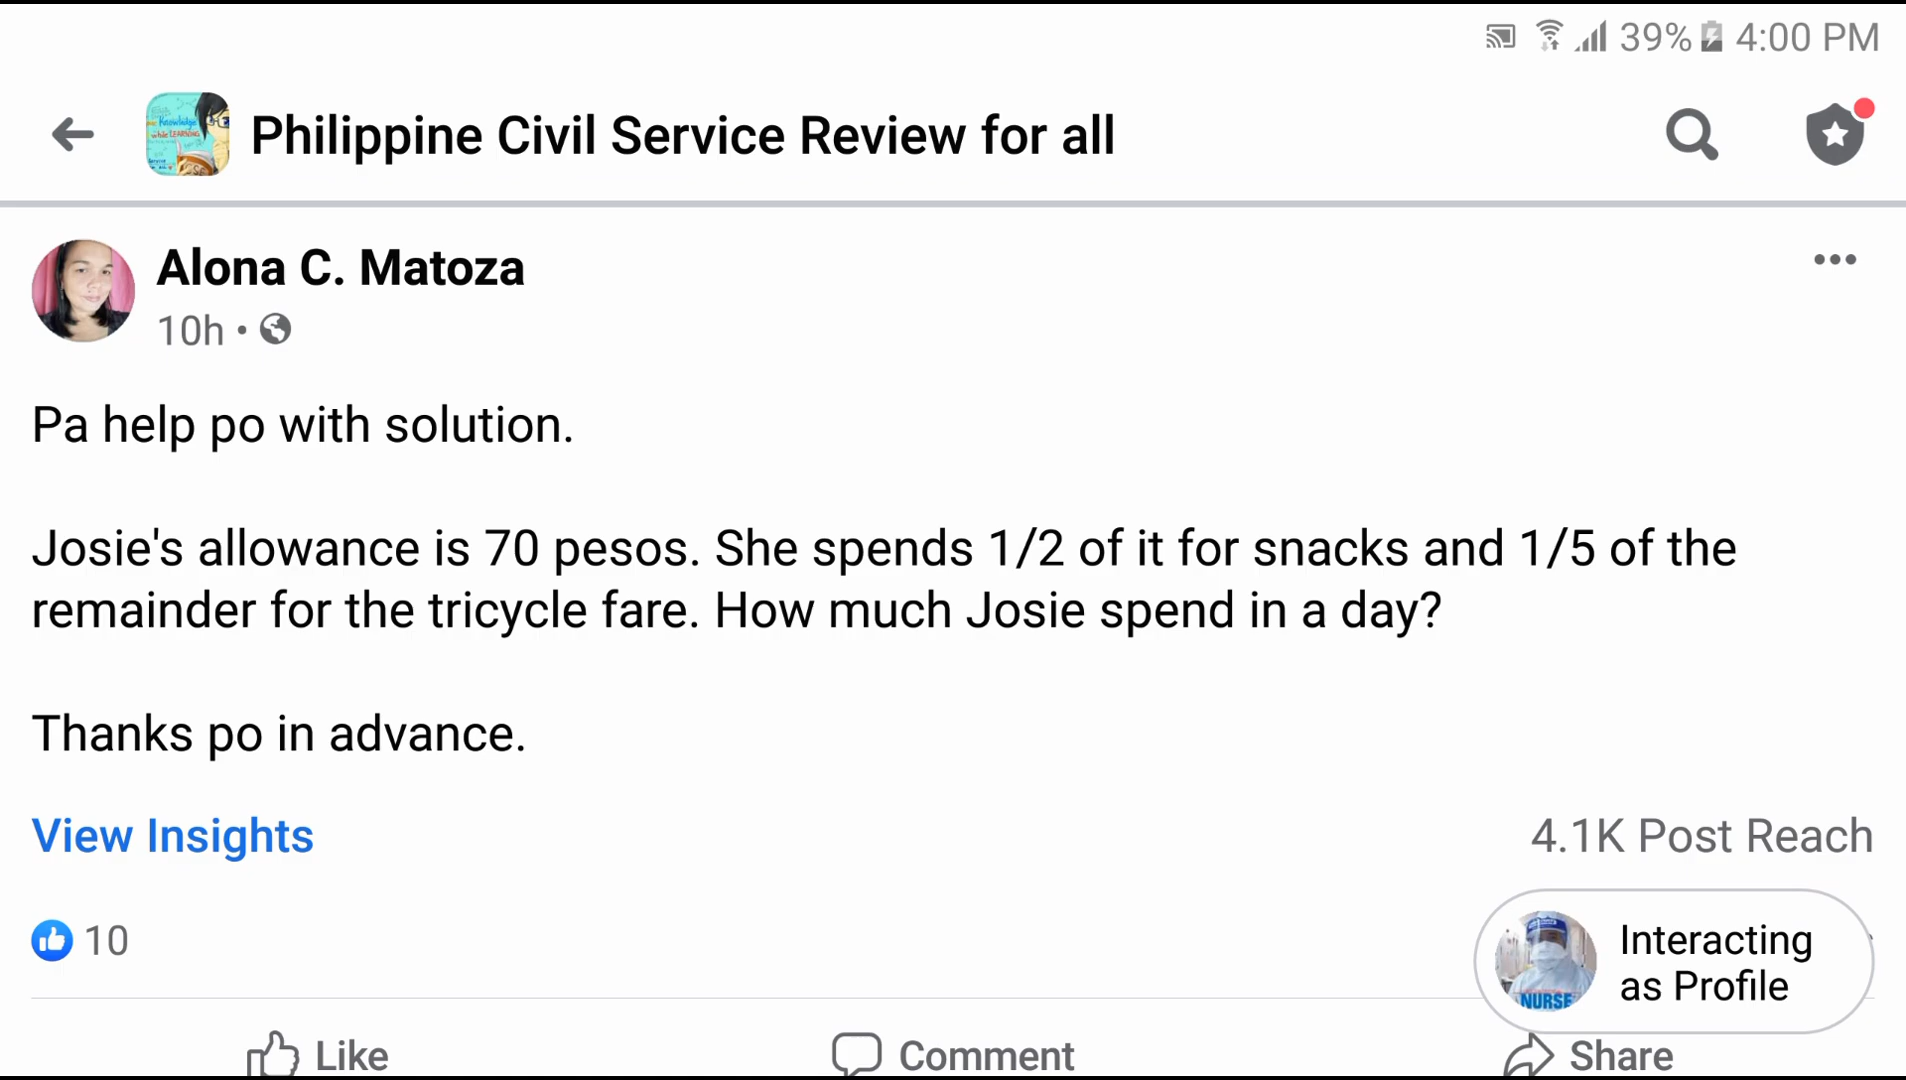 39% 4:00 PM
Philippine Civil Service Review for all
Alona C. Matoza
10h •
Pa help po with solution.
Josie's allowance is 70 pesos. She spends 1/2 of it for snacks and 1/5 of the
remainder for the tricycle fare. How much Josie spend in a day?
Thanks po in advance.
View Insights
4.1K Post Reach
10
Interacting
as Profile
NURSE
Like
Comment
Share